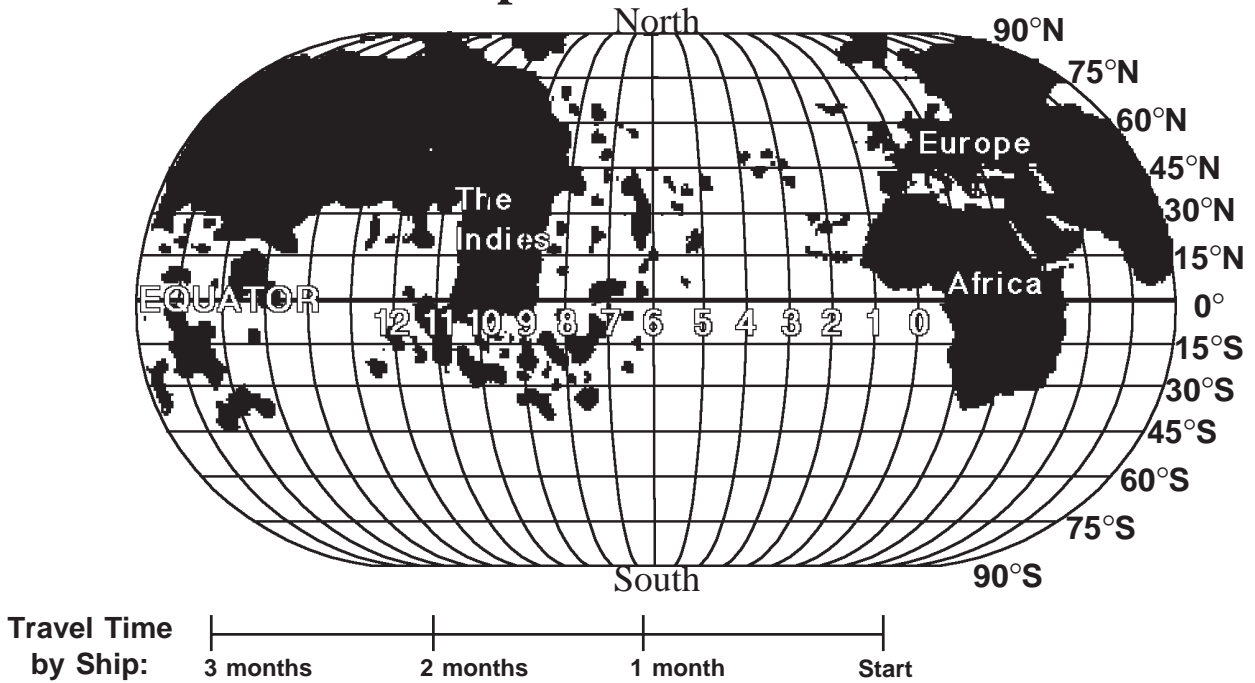 North
90°N
75°N
60°N
Europe
45°N
The
30°N
Indies
15°N
Africa
EQUATOR
0°
12 11 10 9 8 7 6 5 4 3 2 1 0
15°S
30°S
45°S
60°S
75°S
South
90°S
Travel Time
by Ship:
3 months
2 months
1 month
Start